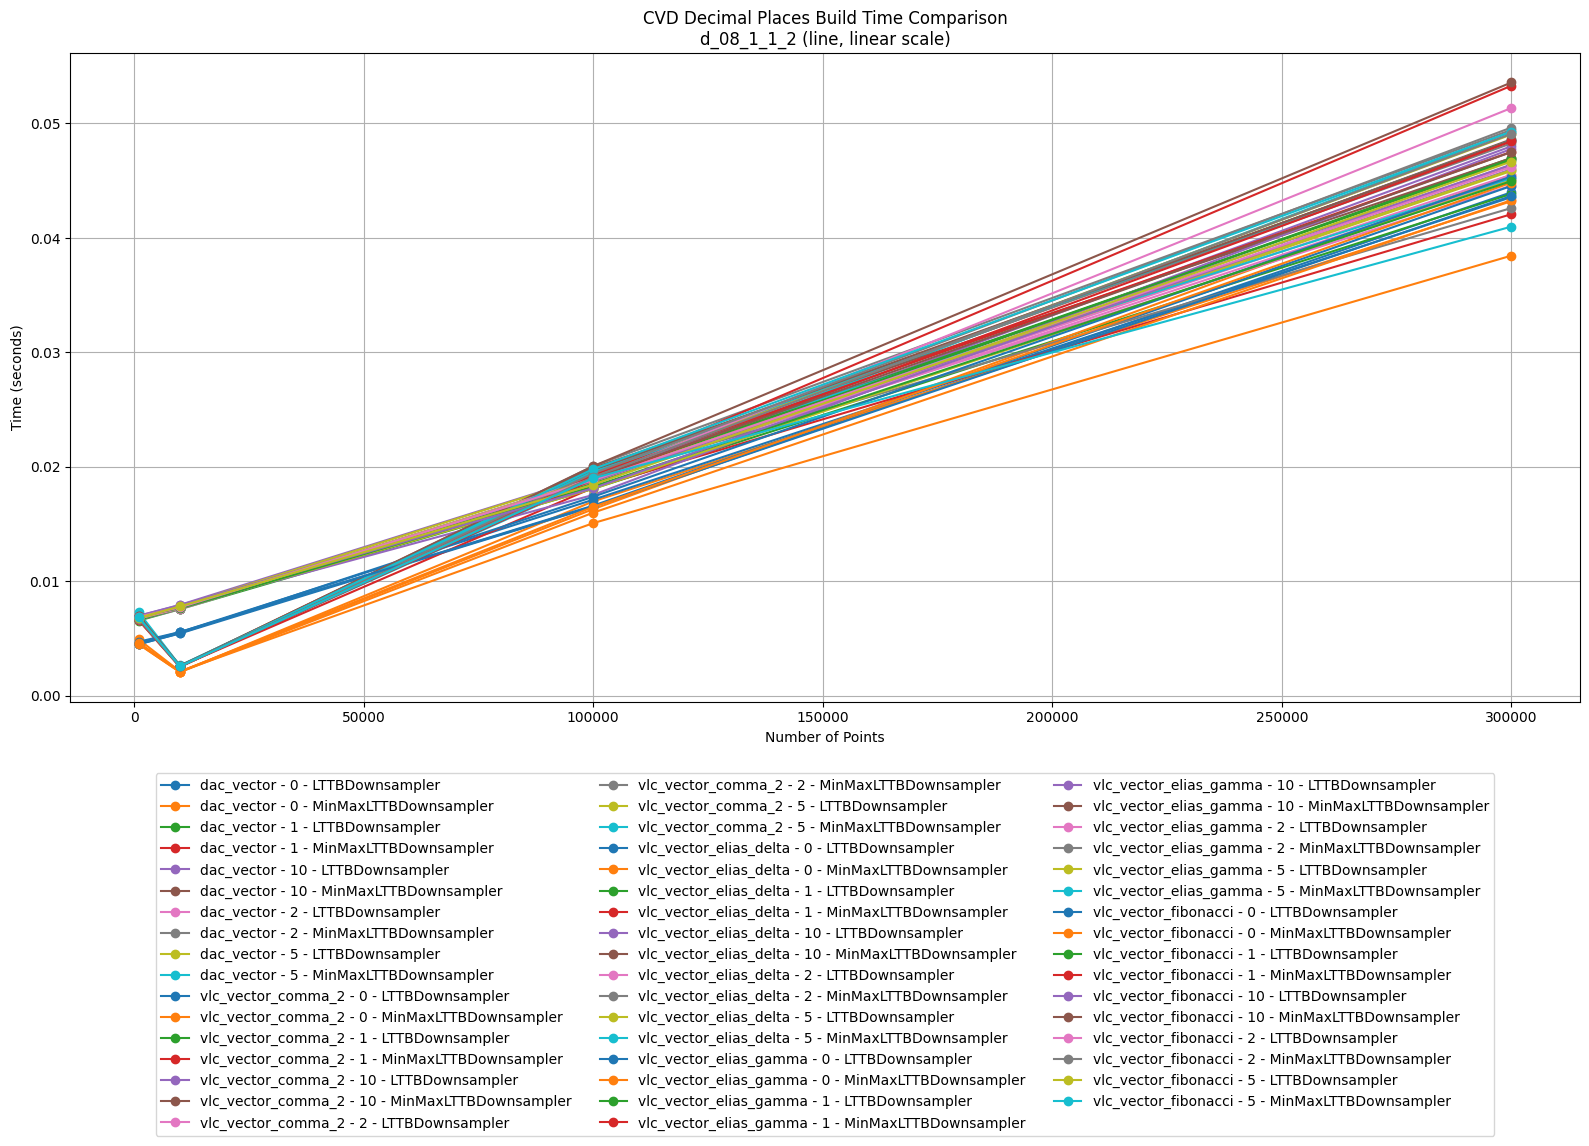 CVD Decimal Places Build Time Comparison
d_08_1_1_2 (line, linear scale)
Time (seconds)
0.05
0.04
0.03
0.02
0.01
0.00
0
50000
100000
150000
200000
250000
300000
Number of Points
dac_vector - 0 - LTTBDownsampler
dac_vector - 0 - MinMaxLTTBDownsampler
dac_vector - 1 - LTTBDownsampler
dac_vector - 1 - MinMaxLTTBDownsampler
dac_vector - 10 - LTTBDownsampler
dac_vector - 10 - MinMaxLTTBDownsampler
dac_vector - 2 - LTTBDownsampler
dac_vector - 2 - MinMaxLTTBDownsampler
dac_vector - 5 - LTTBDownsampler
dac_vector - 5 - MinMaxLTTBDownsampler
vlc_vector_comma_2 - 0 - LTTBDownsampler
vlc_vector_comma_2 - 0 - MinMaxLTTBDownsampler
vlc_vector_comma_2 - 1 - LTTBDownsampler
vlc_vector_comma_2 - 1 - MinMaxLTTBDownsampler
vlc_vector_comma_2 - 10 - LTTBDownsampler
vlc_vector_comma_2 - 10 - MinMaxLTTBDownsampler
vlc_vector_comma_2 - 2 - LTTBDownsampler
vlc_vector_comma_2 - 2 - MinMaxLTTBDownsampler
vlc_vector_comma_2 - 5 - LTTBDownsampler
vlc_vector_comma_2 - 5 - MinMaxLTTBDownsampler
vlc_vector_elias_delta - 0 - LTTBDownsampler
vlc_vector_elias_delta - 0 - MinMaxLTTBDownsampler
vlc_vector_elias_delta - 1 - LTTBDownsampler
vlc_vector_elias_delta - 1 - MinMaxLTTBDownsampler
vlc_vector_elias_delta - 10 - LTTBDownsampler
vlc_vector_elias_delta - 10 - MinMaxLTTBDownsampler
vlc_vector_elias_delta - 2 - LTTBDownsampler
vlc_vector_elias_delta - 2 - MinMaxLTTBDownsampler
vlc_vector_elias_delta - 5 - LTTBDownsampler
vlc_vector_elias_delta - 5 - MinMaxLTTBDownsampler
vlc_vector_elias_gamma - 0 - LTTBDownsampler
vlc_vector_elias_gamma - 0 - MinMaxLTTBDownsampler
vlc_vector_elias_gamma - 1 - LTTBDownsampler
vlc_vector_elias_gamma - 1 - MinMaxLTTBDownsampler
vlc_vector_elias_gamma - 10 - LTTBDownsampler
vlc_vector_elias_gamma - 10 - MinMaxLTTBDownsampler
vlc_vector_elias_gamma - 2 - LTTBDownsampler
vlc_vector_elias_gamma - 2 - MinMaxLTTBDownsampler
vlc_vector_elias_gamma - 5 - LTTBDownsampler
vlc_vector_elias_gamma - 5 - MinMaxLTTBDownsampler
vlc_vector_fibonacci - 0 - LTTBDownsampler
vlc_vector_fibonacci - 0 - MinMaxLTTBDownsampler
vlc_vector_fibonacci - 1 - LTTBDownsampler
vlc_vector_fibonacci - 1 - MinMaxLTTBDownsampler
vlc_vector_fibonacci - 10 - LTTBDownsampler
vlc_vector_fibonacci - 10 - MinMaxLTTBDownsampler
vlc_vector_fibonacci - 2 - LTTBDownsampler
vlc_vector_fibonacci - 2 - MinMaxLTTBDownsampler
vlc_vector_fibonacci - 5 - LTTBDownsampler
vlc_vector_fibonacci - 5 - MinMaxLTTBDownsampler